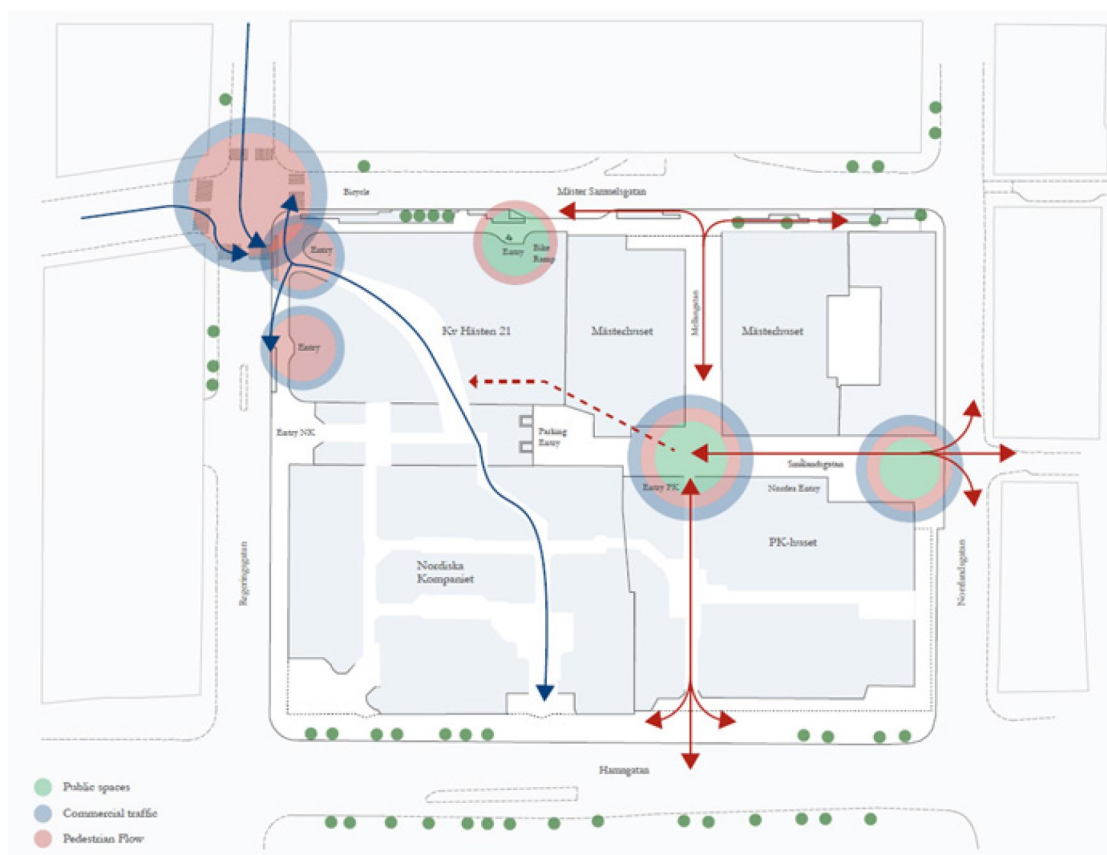 Bicycle
Mäster Samuelsgatan
Entry
Entry
Bike
Ramp
Mellangatan
Kv Hästen 21
Mästerhuset
Mästerhuset
Entry
Entry NK
Parking
Entry
Smålandsgatan
Entry PK
Nordea Entry
PK-huset
Nordiska
Kompaniet
Regeringsgatan
Norrlandsgatan
Hamngatan
Public spaces
Commercial traffic
Pedestrian Flow